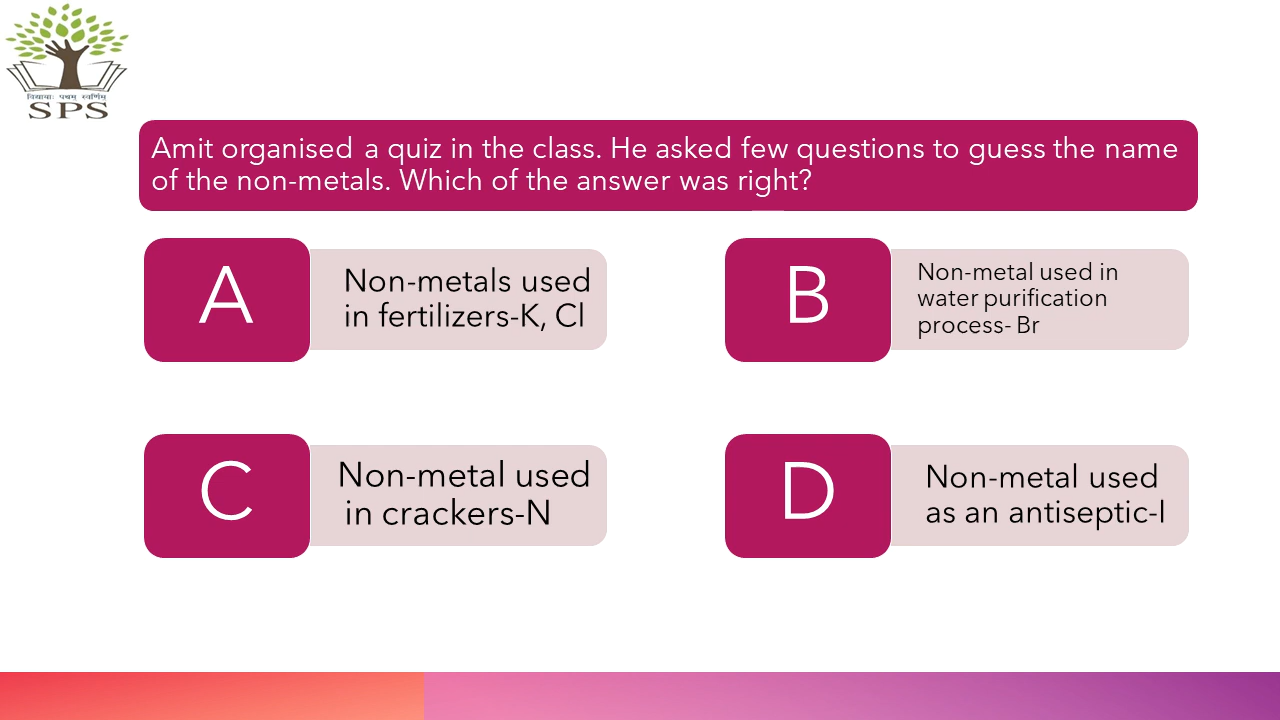 विद्यायाः पथम् स्वर्णिम्
SPS
Amit organised a quiz in the class. He asked few questions to guess the name
of the non-metals. Which of the answer was right?
A
Non-metals used
in fertilizers-K, Cl
B
Non-metal used in
water purification
process- Br
C
Non-metal used
in crackers-N
D
Non-metal used
as an antiseptic-I